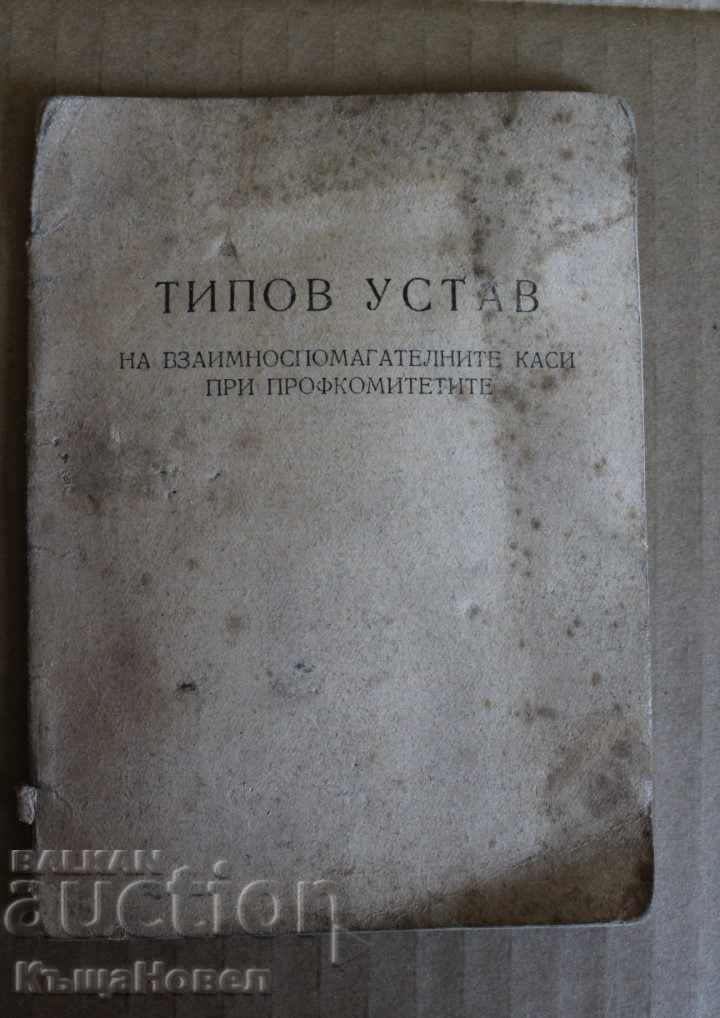 ТИПОВ УСТАВ
НА ВЗАИМНОСПОМАГАТЕЛНИТЕ КАСИ
ПРИ ПРОФКОМИТЕТИТЕ
BALKAN
auction
КъщаНовел